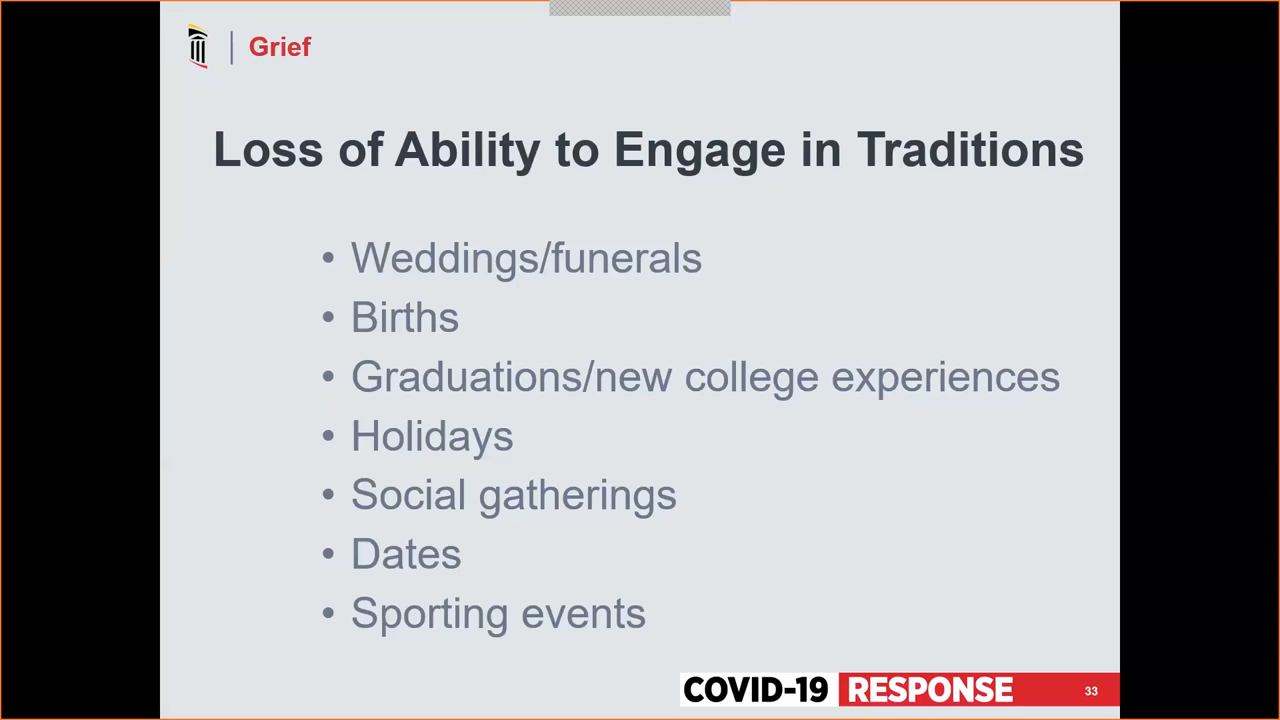 Grief
Loss of Ability to Engage in Traditions
• Weddings/funerals
• Births
• Graduations/new college experiences
• Holidays
• Social gatherings
• Dates
• Sporting events
COVID-19 RESPONSE 33